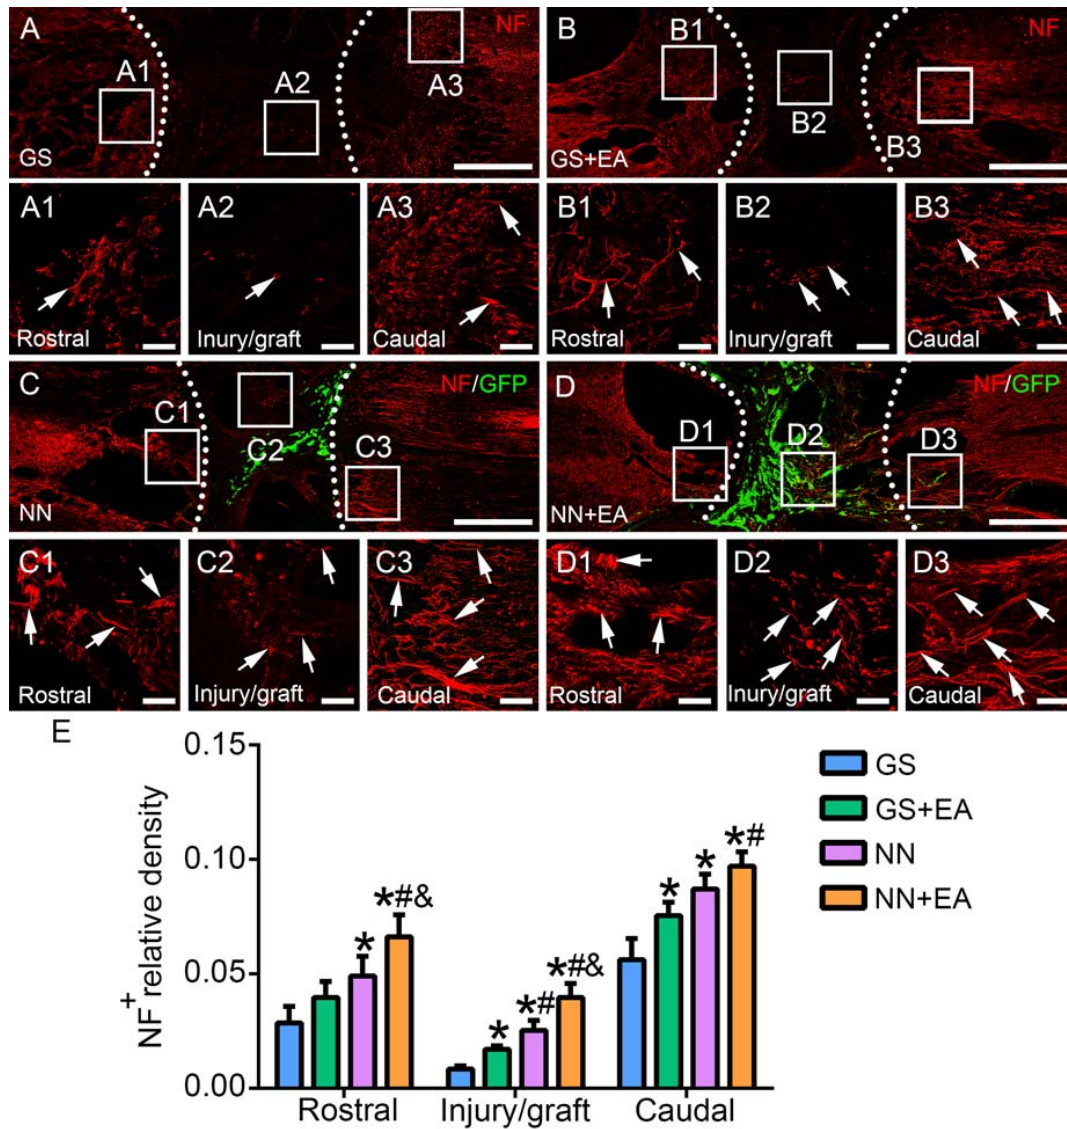 A NF
A1 A2 A3
GS
B NF
B1 B2 B3
GS+EA
A1 Rostral
A2 Inury/graft
A3 Caudal
B1 Rostral
B2 Inury/graft
B3 Caudal
C NF/GFP
C1 C2 C3
NN
D NF/GFP
D1 D2 D3
NN+EA
C1 Rostral
C2 Injury/graft
C3 Caudal
D1 Rostral
D2 Inury/graft
D3 Caudal
E
NF+ relative density
0.15
0.10
0.05
0.00
*
*#&
*
*#
*#&
*
*
*#
Rostral Injury/graft Caudal
GS
GS+EA
NN
NN+EA